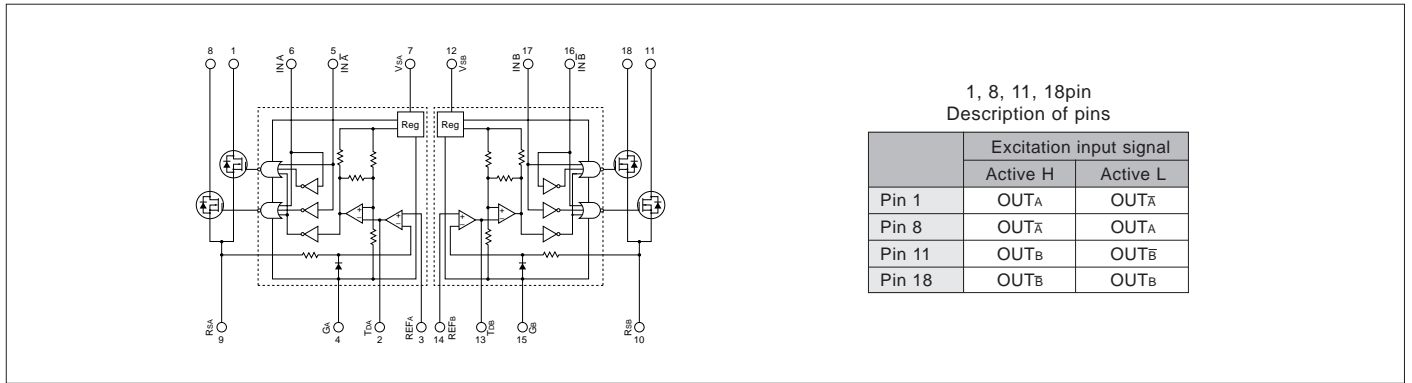 8 1 6 5 7 12 17 16 18 11
IN A IN A̅ VSA VSB IN B IN B̅
Reg Reg
+ − + − + − + −
RSA GA TDA REFA REFB TDB GB RSB
9 4 2 3 14 13 15 10
1, 8, 11, 18pin
Description of pins
Excitation input signal
Active H Active L
Pin 1 OUTA OUTA̅
Pin 8 OUTA̅ OUTA
Pin 11 OUTB OUTB̅
Pin 18 OUTB̅ OUTB